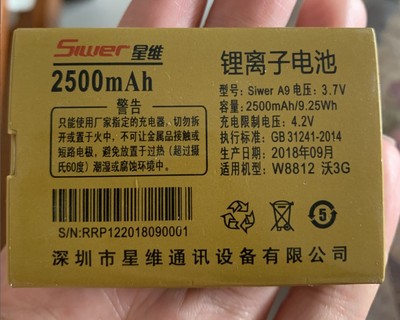 Siwer 星维
2500mAh
警告
只能使用厂家指定的充电器、切勿拆
开或置于火中、不可让金属品接触或
短路电极、避免放置于过热（超过摄
氏60度）潮湿或腐蚀环境中.
锂离子电池
型号: Siwer A9 电压: 3.7V
容量: 2500mAh/9.25Wh
充电限制电压: 4.2V
执行标准: GB 31241-2014
生产日期: 2018年09月
适用机型: W8812 沃3G
S/N:RRP122018090001
5
深圳市星维通讯设备有限公司